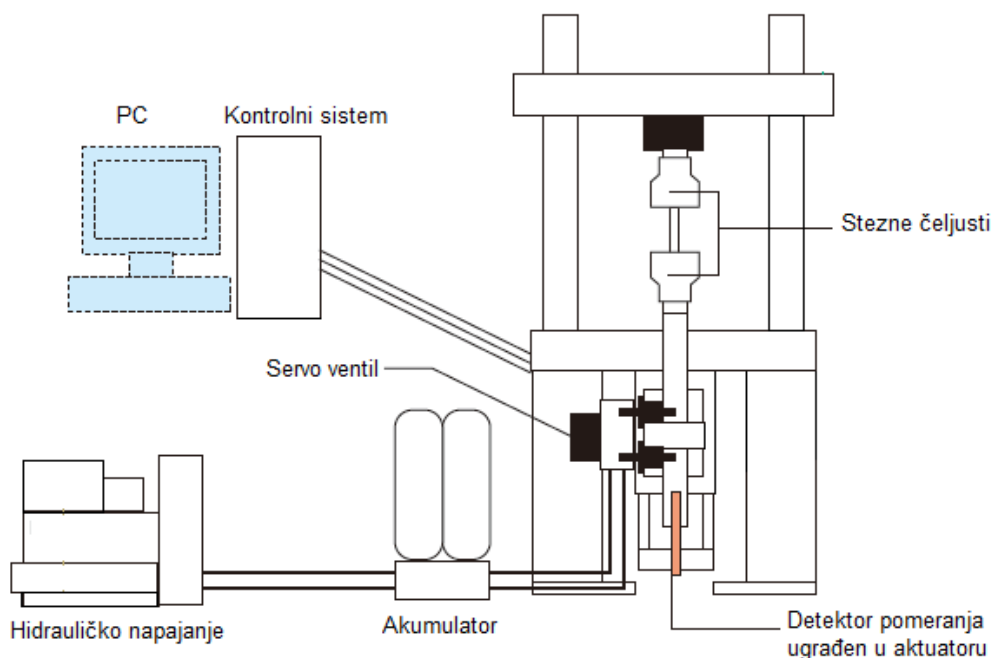 PC
Kontrolni sistem
Stezne čeljusti
Servo ventil
Hidrauličko napajanje
Akumulator
Detektor pomeranja
ugrađen u aktuatoru